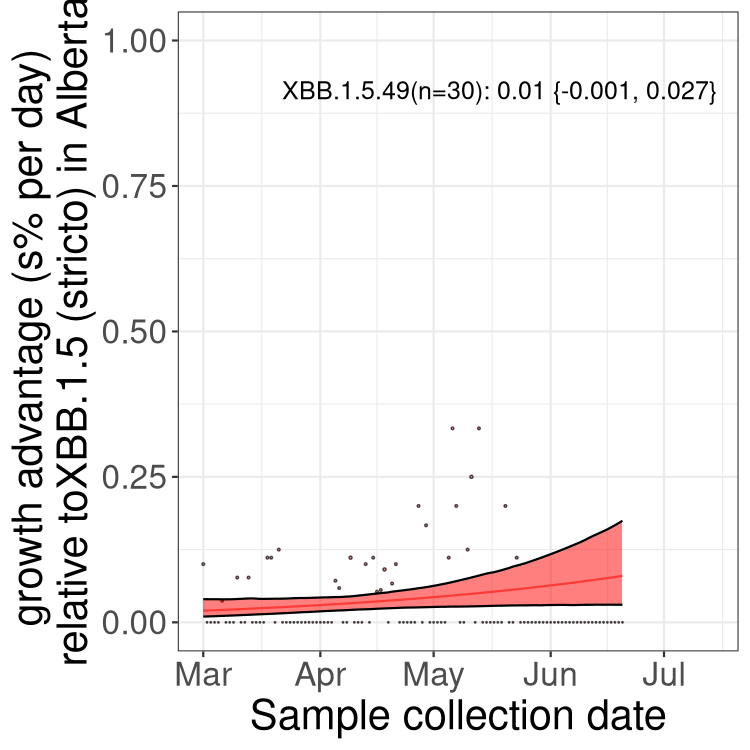 growth advantage (s% per day)
relative toXBB.1.5 (stricto) in Alberta
1.00
0.75
0.50
0.25
0.00
XBB.1.5.49(n=30): 0.01 {-0.001, 0.027}
Mar Apr May Jun Jul
Sample collection date